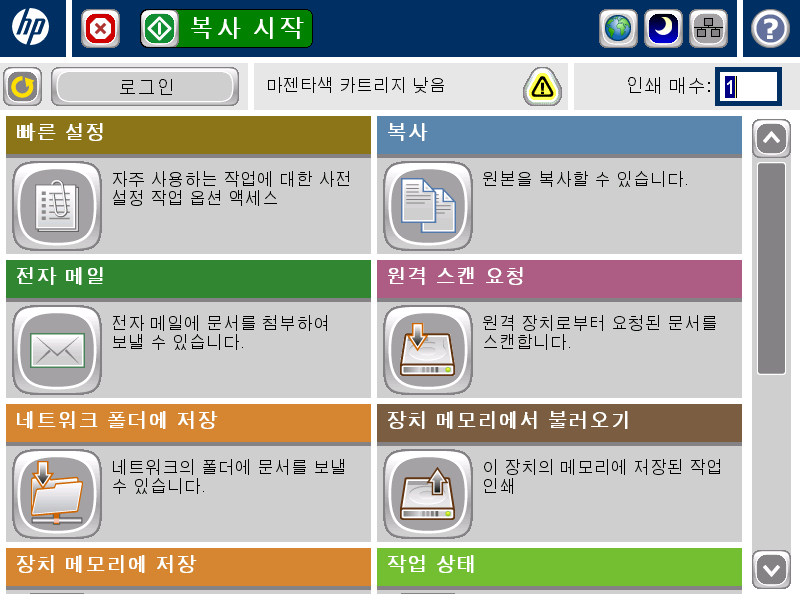 hp
복사 시작
?
로그인
마젠타색 카트리지 낮음
인쇄 매수: 1
빠른 설정
자주 사용하는 작업에 대한 사전
설정 작업 옵션 액세스
복사
원본을 복사할 수 있습니다.
전자 메일
전자 메일에 문서를 첨부하여
보낼 수 있습니다.
원격 스캔 요청
원격 장치로부터 요청된 문서를
스캔합니다.
네트워크 폴더에 저장
네트워크의 폴더에 문서를 보낼
수 있습니다.
장치 메모리에서 불러오기
이 장치의 메모리에 저장된 작업
인쇄
장치 메모리에 저장
작업 상태